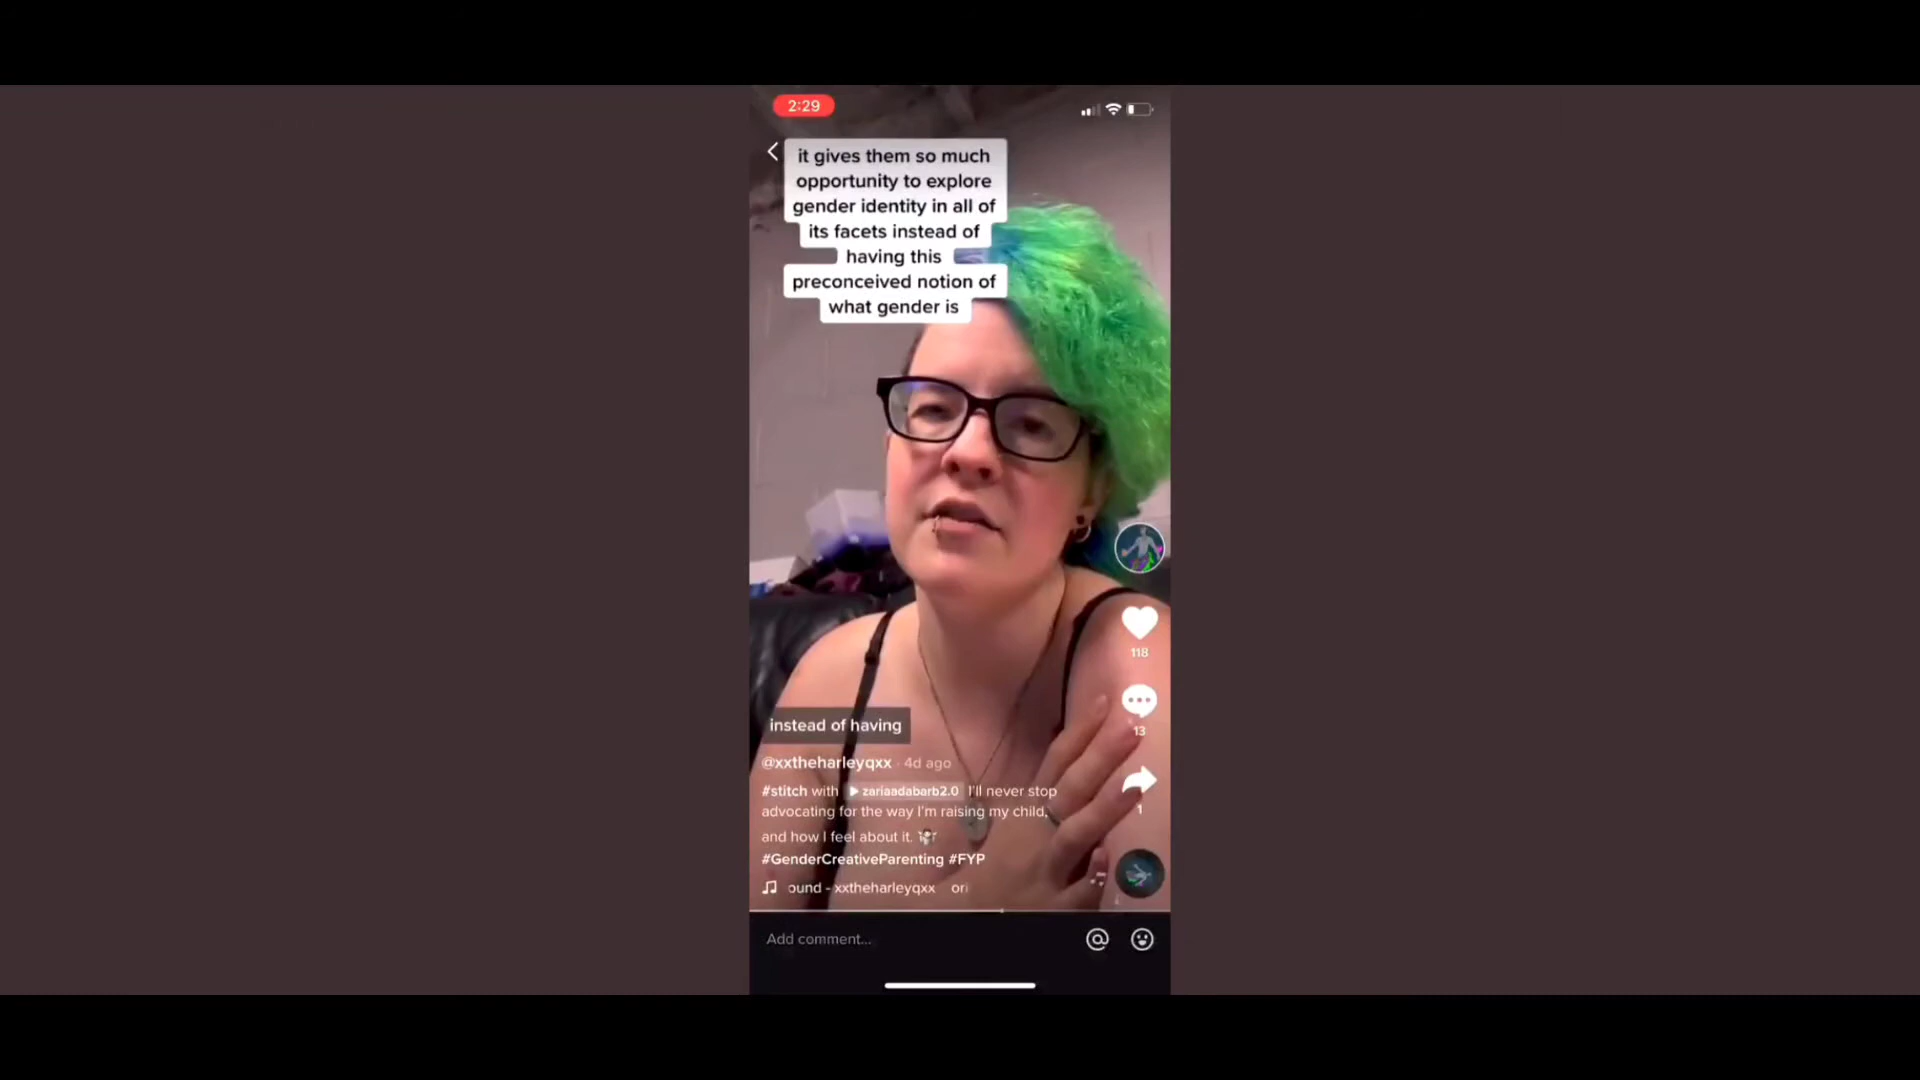 2:29
it gives them so much
opportunity to explore
gender identity in all of
its facets instead of
having this
preconceived notion of
what gender is
118
13
1
instead of having
@xxtheharleyqxx · 4d ago
#stitch with zariaadabarb2.0 I'll never stop
advocating for the way I'm raising my child,
and how I feel about it.
#GenderCreativeParenting #FYP
ound - xxtheharleyqxx ori
Add comment...